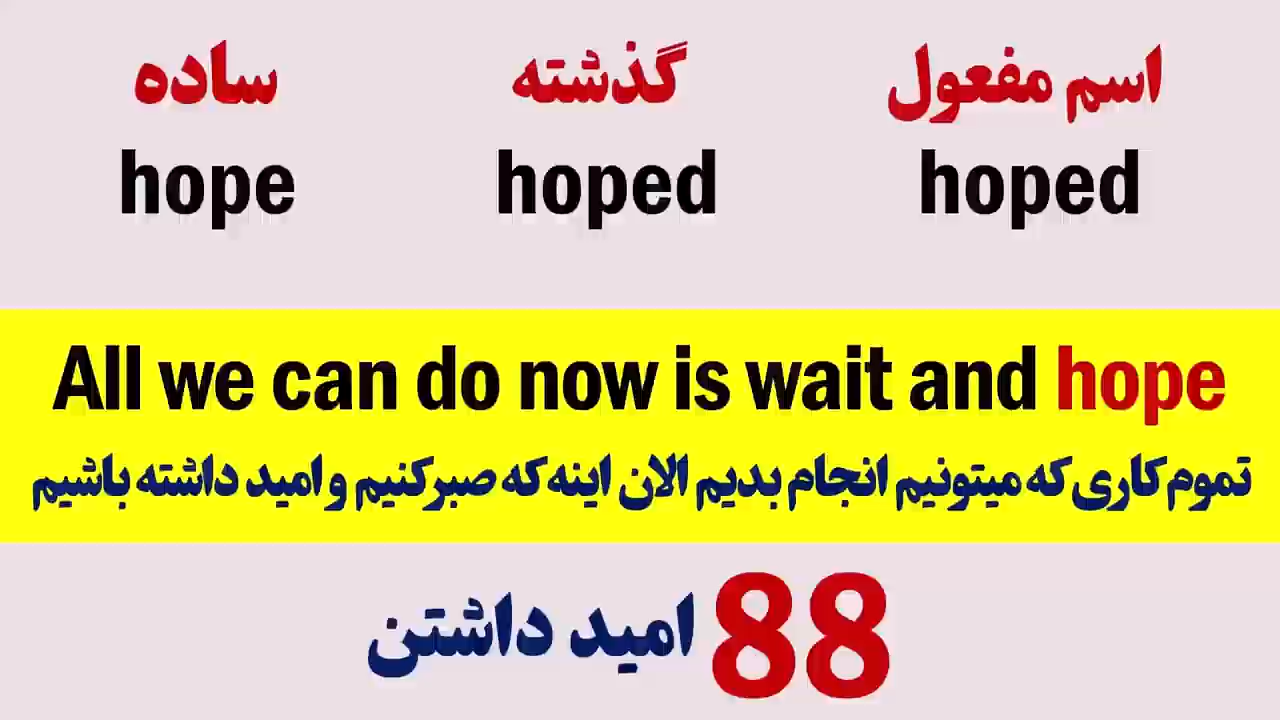 ساده گذشته اسم مفعول
hope hoped hoped
All we can do now is wait and hope
تموم کاری که میتونیم انجام بدیم الان اینه که صبر کنیم و امید داشته باشیم
88 امید داشتن